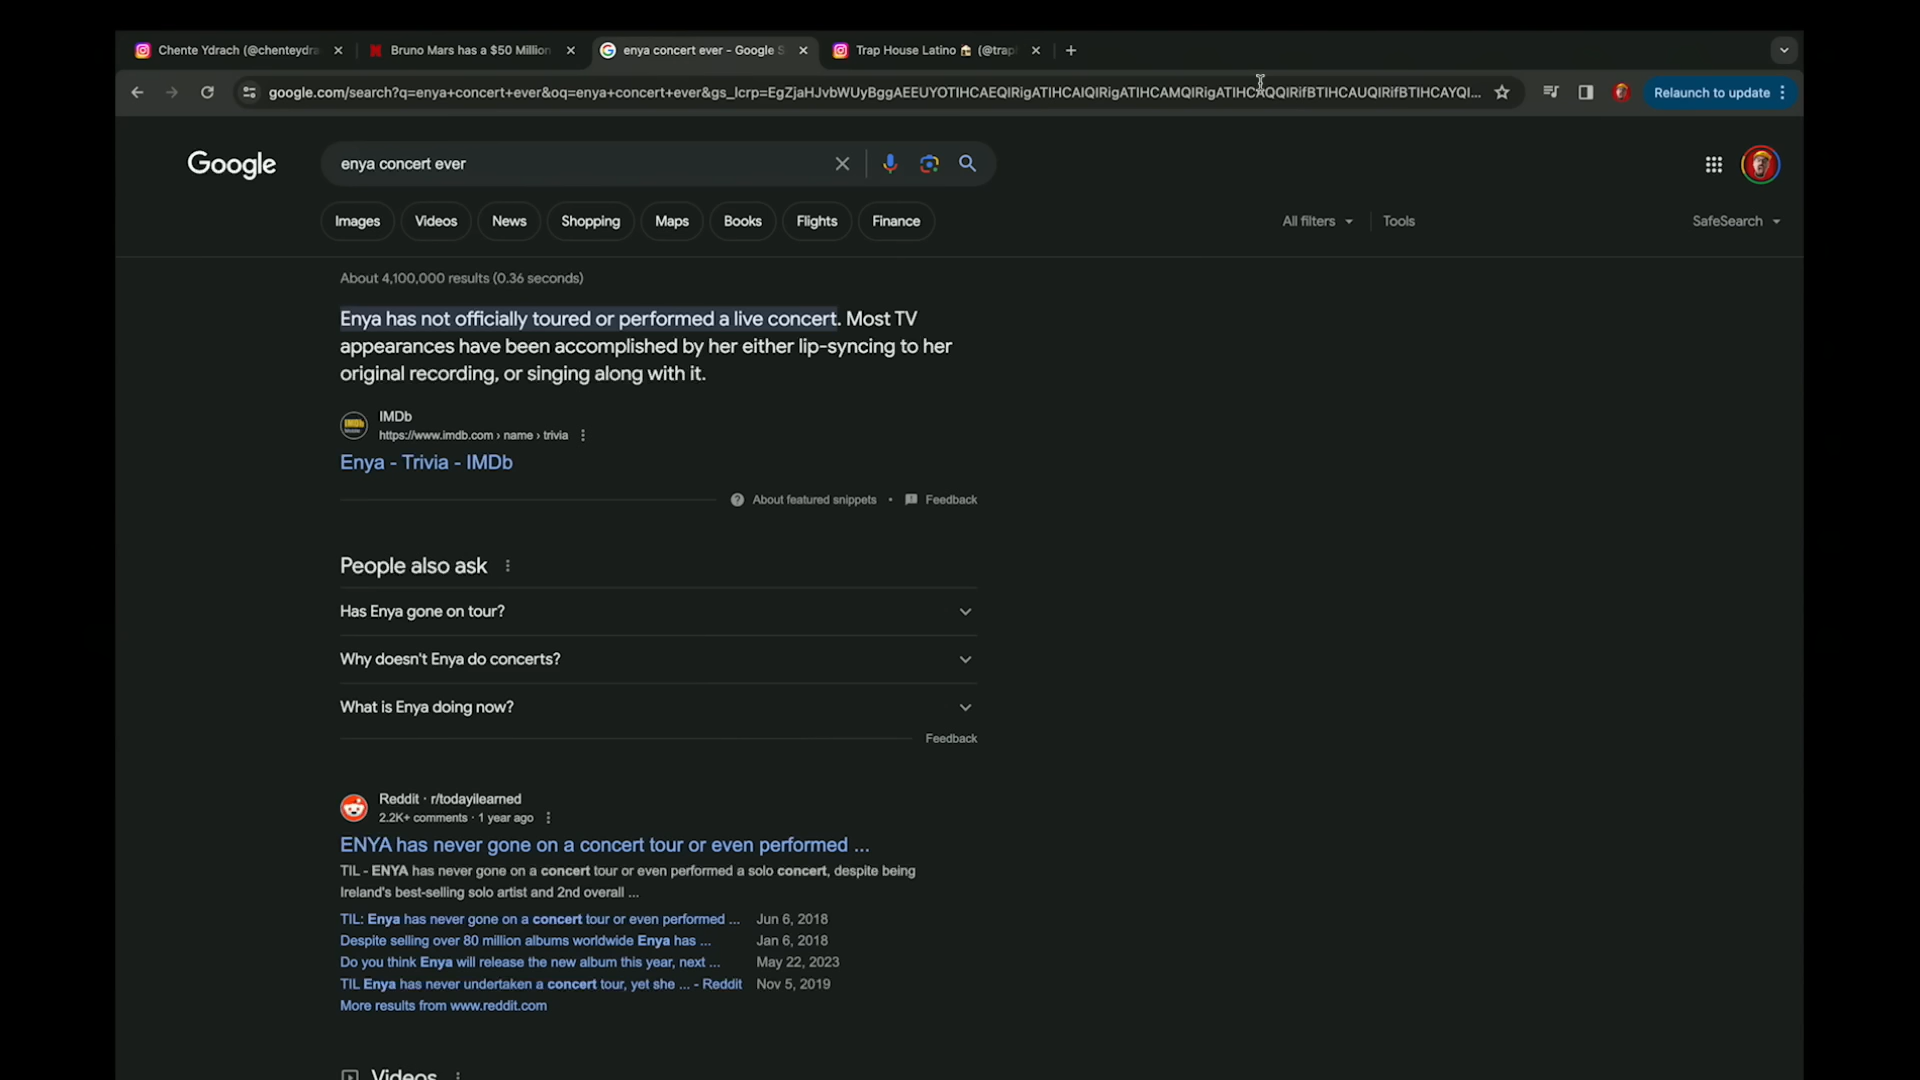 Chente Ydrach (@chenteydra
Bruno Mars has a $50 Million
enya concert ever - Google S
Trap House Latino 🏠 (@trap
google.com/search?q=enya+concert+ever&oq=enya+concert+ever&gs_lcrp=
Relaunch to update
Google
enya concert ever
Images
Videos
News
Shopping
Maps
Books
Flights
Finance
All filters
Tools
SafeSearch
About 4,100,000 results (0.36 seconds)
Enya has not officially toured or performed a live concert. Most TV
appearances have been accomplished by her either lip-syncing to her
original recording, or singing along with it.
IMDb
https://www.imdb.com › name › trivia
Enya - Trivia - IMDb
About featured snippets • Feedback
People also ask
Has Enya gone on tour?
Why doesn't Enya do concerts?
What is Enya doing now?
Feedback
Reddit · r/todayilearned
2.2K+ comments · 1 year ago
ENYA has never gone on a concert tour or even performed ...
TIL - ENYA has never gone on a concert tour or even performed a solo concert, despite being
Ireland's best-selling solo artist and 2nd overall ...
TIL: Enya has never gone on a concert tour or even performed ... Jun 6, 2018
Despite selling over 80 million albums worldwide Enya has ... Jan 6, 2018
Do you think Enya will release the new album this year, next ... May 22, 2023
TIL Enya has never undertaken a concert tour, yet she ... - Reddit Nov 5, 2019
More results from www.reddit.com
Videos